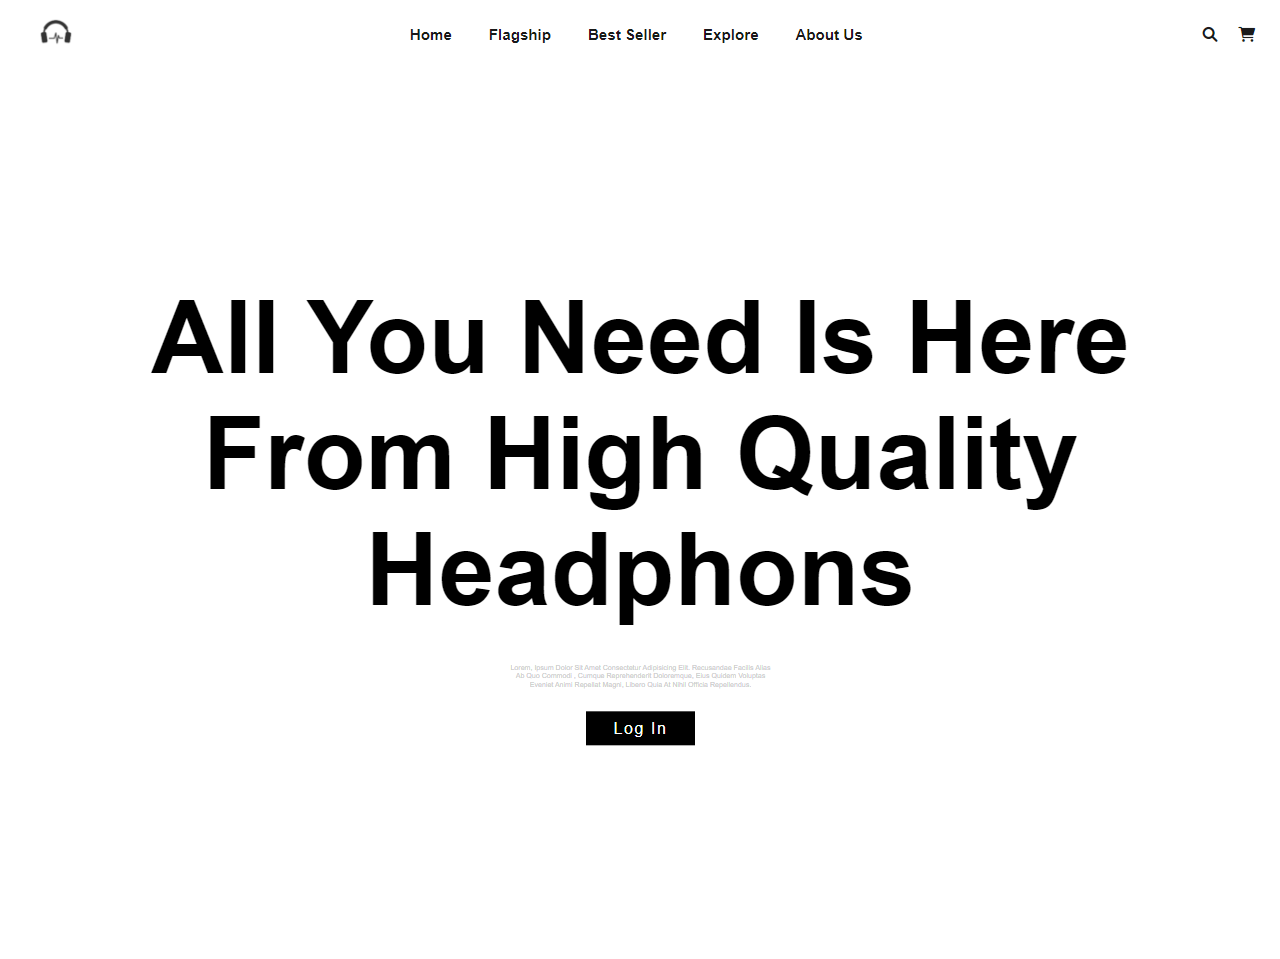 Home Flagship Best Seller Explore About Us
All You Need Is Here
From High Quality
Headphons
Lorem, Ipsum Dolor Sit Amet Consectetur Adipisicing Elit. Recusandae Facilis Alias
Ab Quo Commodi , Cumque Reprehenderit Doloremque, Eius Quidem Voluptas
Eveniet Animi Repellat Magni, Libero Quia At Nihil Officia Repellendus.
Log In